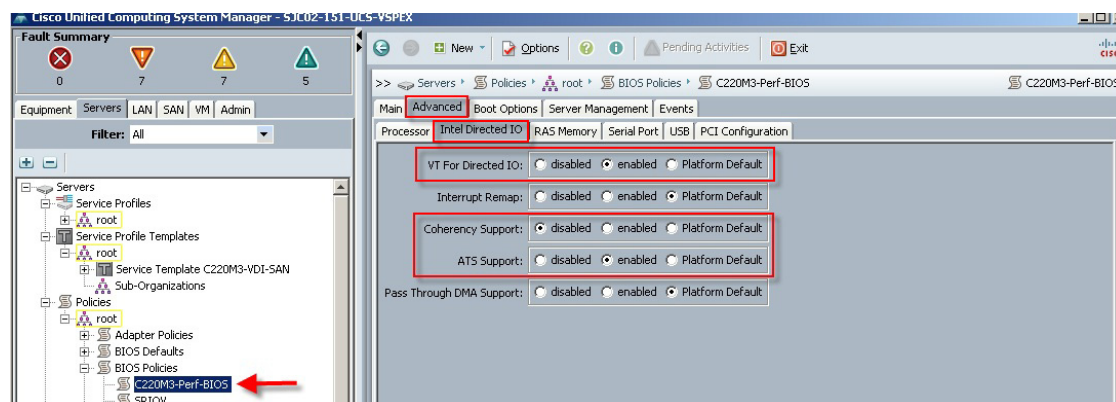 Cisco Unified Computing System Manager - SJC02-151-UCS-VSPEX
Fault Summary
0 7 7 5
New Options ? i Pending Activities 0 Exit
>> Servers Policies root BIOS Policies C220M3-Perf-BIOS C220M3-Perf-BIOS
Equipment Servers LAN SAN VM Admin
Filter: All
Servers
Service Profiles
root
Service Profile Templates
root
Service Template C220M3-VDI-SAN
Sub-Organizations
Policies
root
Adapter Policies
BIOS Defaults
BIOS Policies
C220M3-Perf-BIOS
SRIOV
Main Advanced Boot Options Server Management Events
Processor Intel Directed IO RAS Memory Serial Port USB PCI Configuration
VT For Directed IO: disabled enabled Platform Default
Interrupt Remap: disabled enabled Platform Default
Coherency Support: disabled enabled Platform Default
ATS Support: disabled enabled Platform Default
Pass Through DMA Support: disabled enabled Platform Default